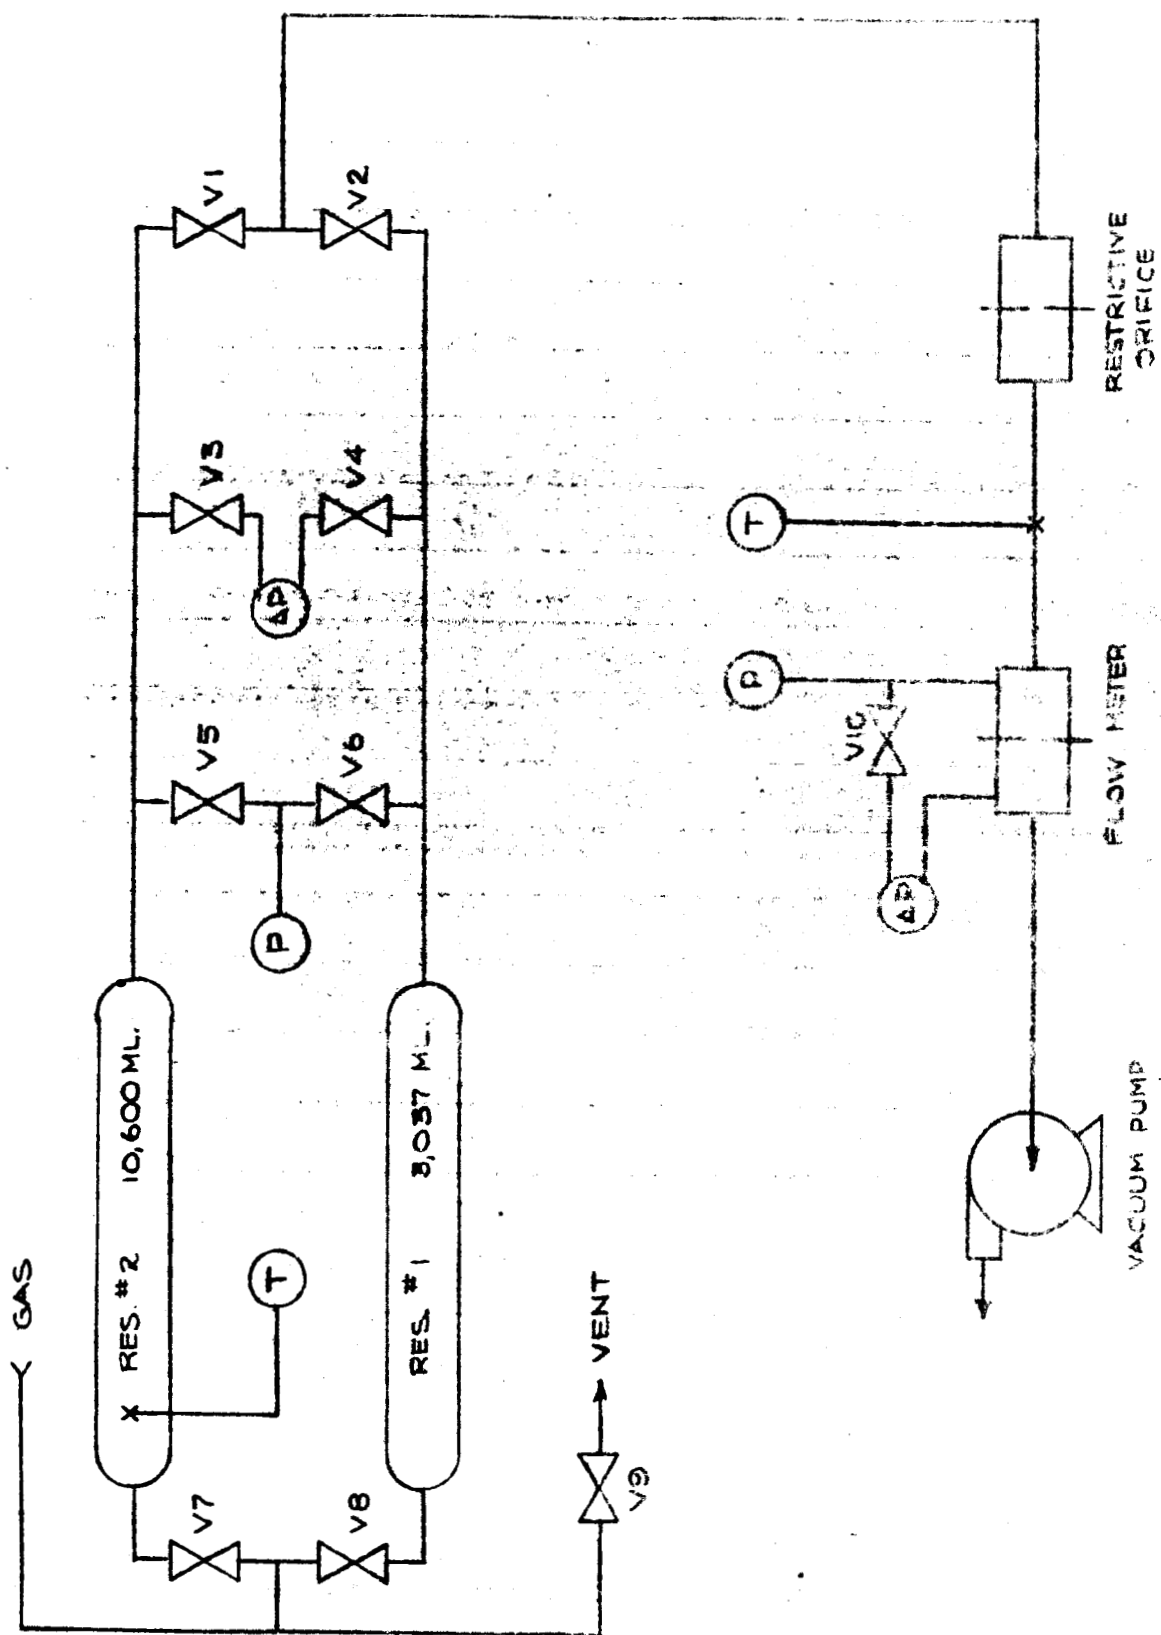 GAS
RES. #2 10,600 ML.
T
V7
V8
RES. #1 3,037 ML.
VENT
V9
P
V5
V6
ΔP
V3
V4
V1
V2
VACUUM PUMP
ΔP
V10
P
FLOW METER
T
RESTRICTIVE
ORIFICE